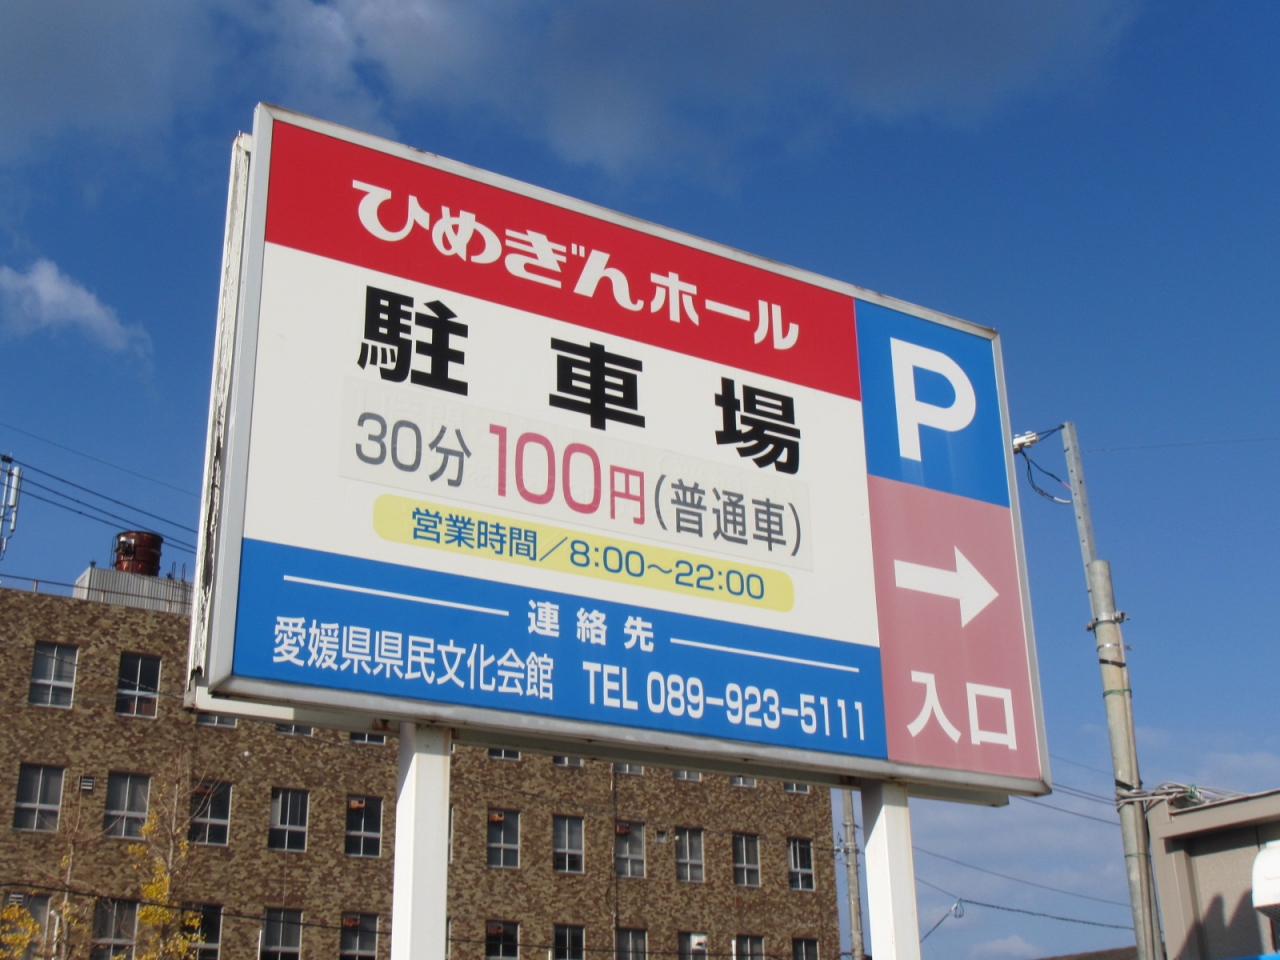 ひめぎんホール
駐車場
30分 100円(普通車)
営業時間／8:00～22:00
連絡先
愛媛県県民文化会館 TEL 089-923-5111
P
→
入口